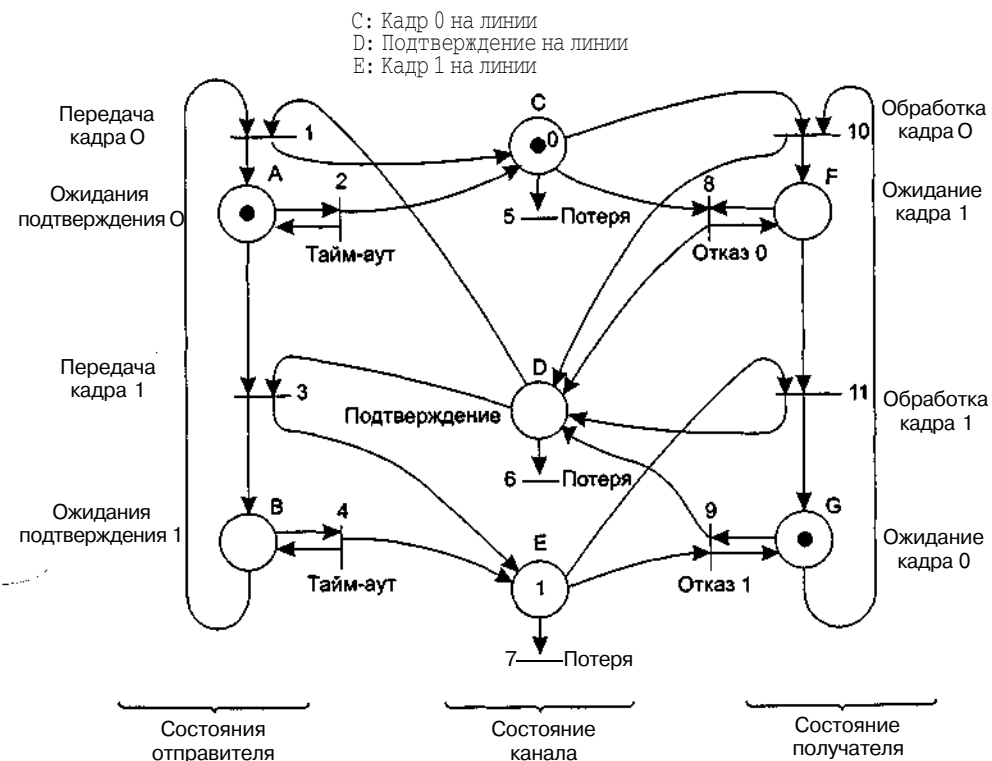 C: Кадр 0 на линии
D: Подтверждение на линии
E: Кадр 1 на линии
Передача
кадра 0
1
C
0
10
Обработка
кадра 0
A
2
8
F
Ожидания
подтверждения 0
Ожидание
кадра 1
5
Потеря
Тайм-аут
Отказ 0
Передача
кадра 1
3
D
11
Подтверждение
Обработка
кадра 1
6
Потеря
Ожидания
подтверждения 1
B
4
E
9
G
Ожидание
кадра 0
Тайм-аут
1
Отказ 1
7
Потеря
Состояния
отправителя
Состояние
канала
Состояние
получателя